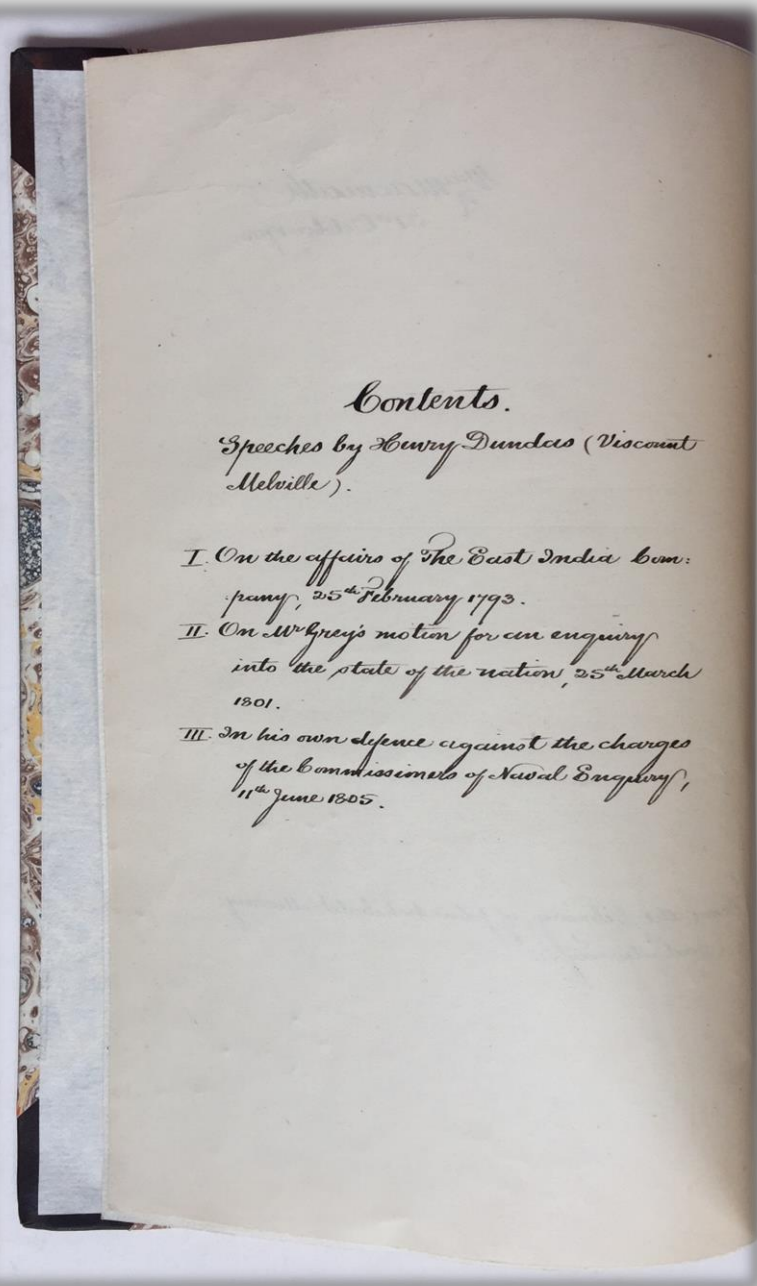 Contents.
Speeches by Henry Dundas (Viscount
Melville).
I. On the affairs of The East India Com:
pany, 25th February 1793.
II. On Mr Grey's motion for an enquiry
into the state of the nation, 25th March
1801.
III. In his own defence against the charges
of the Commissioners of Naval Enquiry,
11th June 1805.